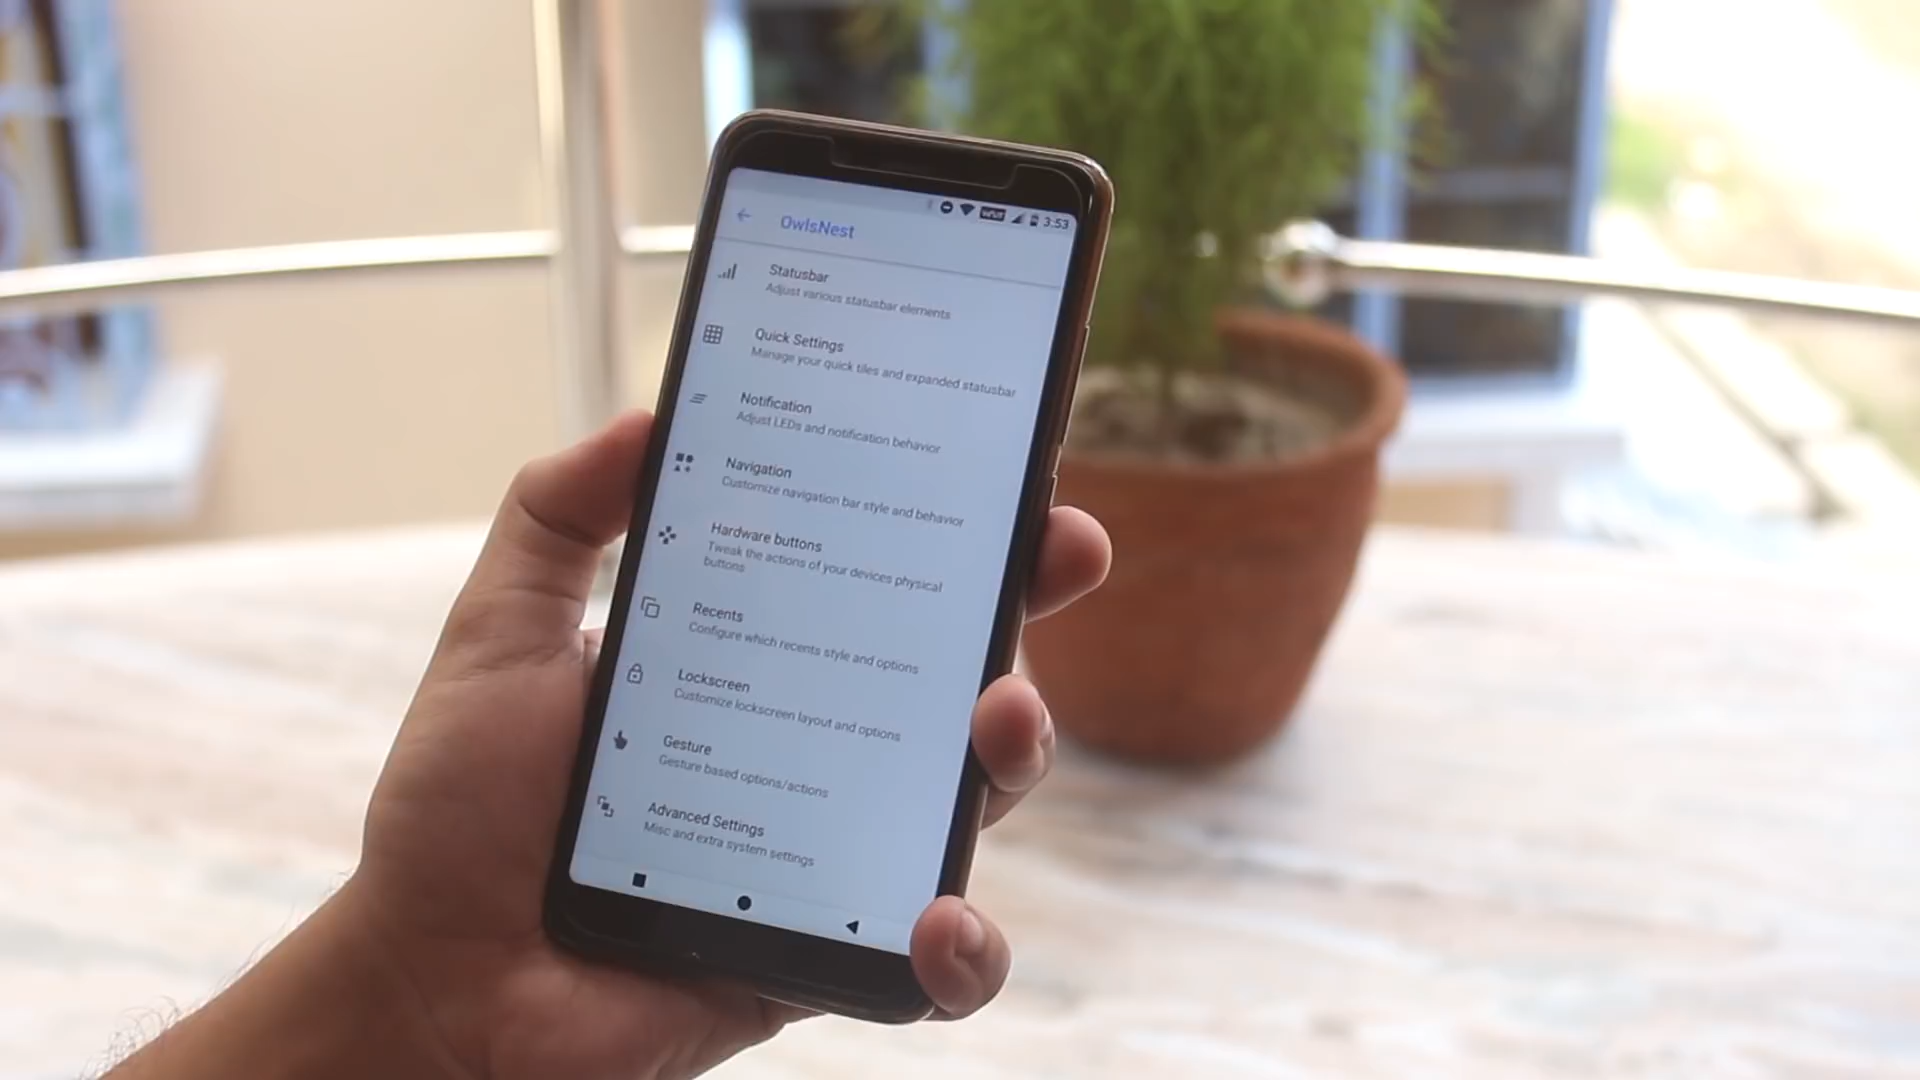 VoLTE 3:53
OwlsNest
Statusbar
Adjust various statusbar elements
Quick Settings
Manage your quick tiles and expanded statusbar
Notification
Adjust LEDs and notification behavior
Navigation
Customize navigation bar style and behavior
Hardware buttons
Tweak the actions of your devices physical
buttons
Recents
Configure which recents style and options
Lockscreen
Customize lockscreen layout and options
Gesture
Gesture based options/actions
Advanced Settings
Misc and extra system settings